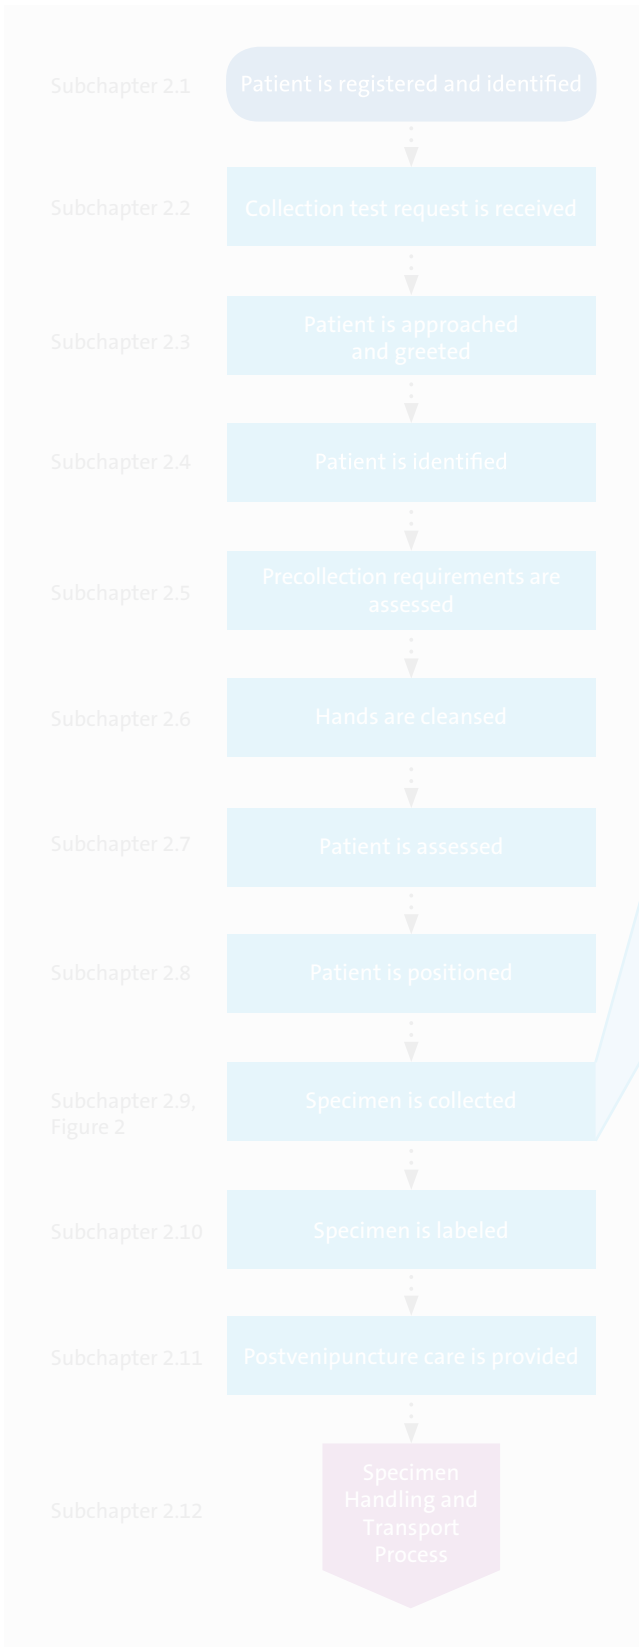 Subchapter 2.1
Patient is registered and identified
Subchapter 2.2
Collection test request is received
Subchapter 2.3
Patient is approached
and greeted
Subchapter 2.4
Patient is identified
Subchapter 2.5
Precollection requirements are
assessed
Subchapter 2.6
Hands are cleansed
Subchapter 2.7
Patient is assessed
Subchapter 2.8
Patient is positioned
Subchapter 2.9,
Figure 2
Specimen is collected
Subchapter 2.10
Specimen is labeled
Subchapter 2.11
Postvenipuncture care is provided
Subchapter 2.12
Specimen
Handling and
Transport
Process